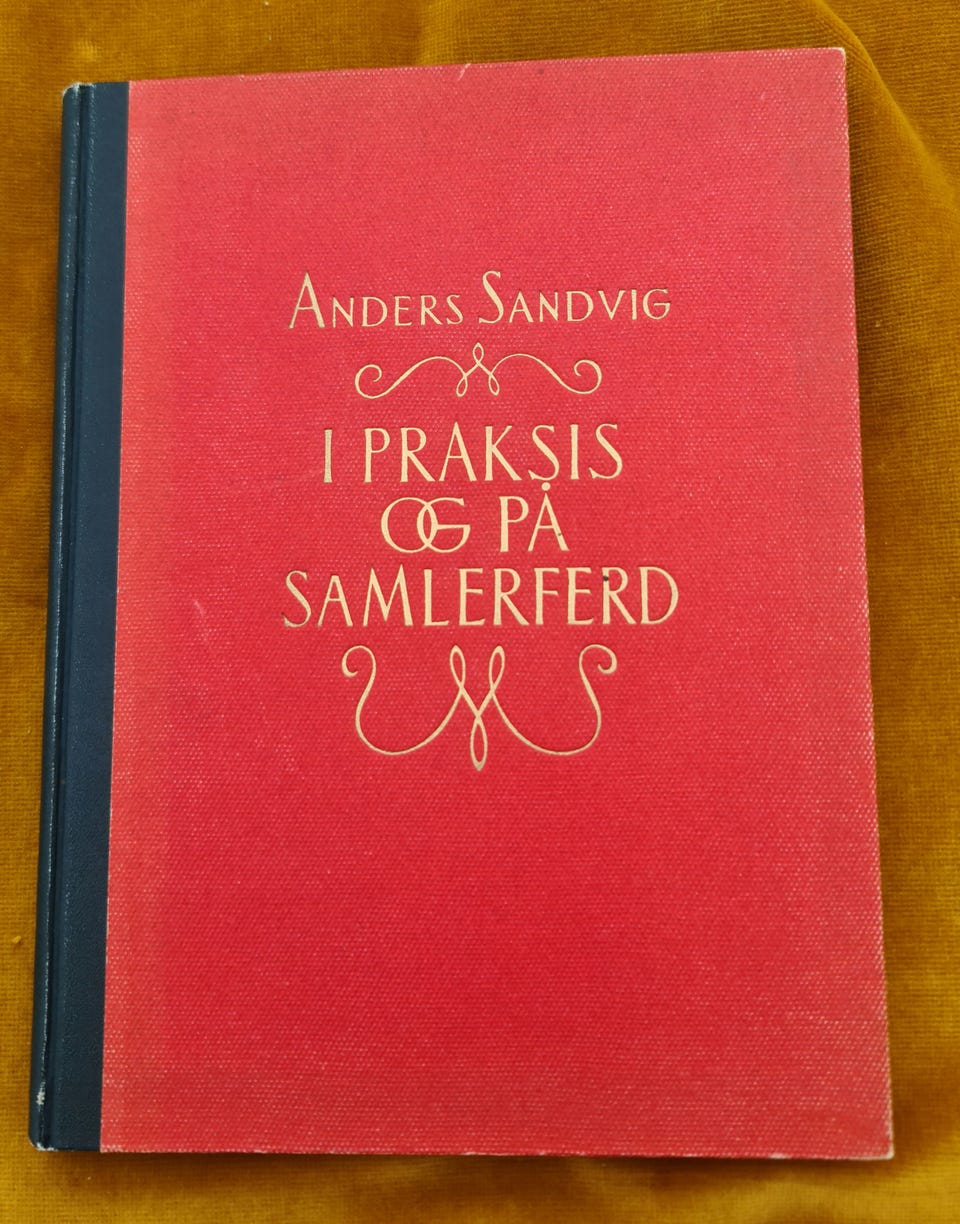 ANDERS SANDVIG
I PRAKSIS
OG PÅ
SAMLERFERD